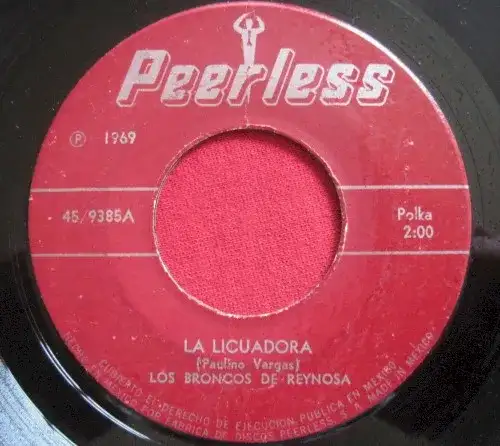 Peerless
Ⓟ 1969
45/9385A
Polka
2:00
LA LICUADORA
(Paulino Vargas)
LOS BRONCOS DE REYNOSA
CUBIERTO EL DERECHO DE EJECUCION PUBLICA EN MEXICO
HECHO EN MEXICO POR FABRICA DE DISCOS PEERLESS, S. A. MADE IN MEXICO